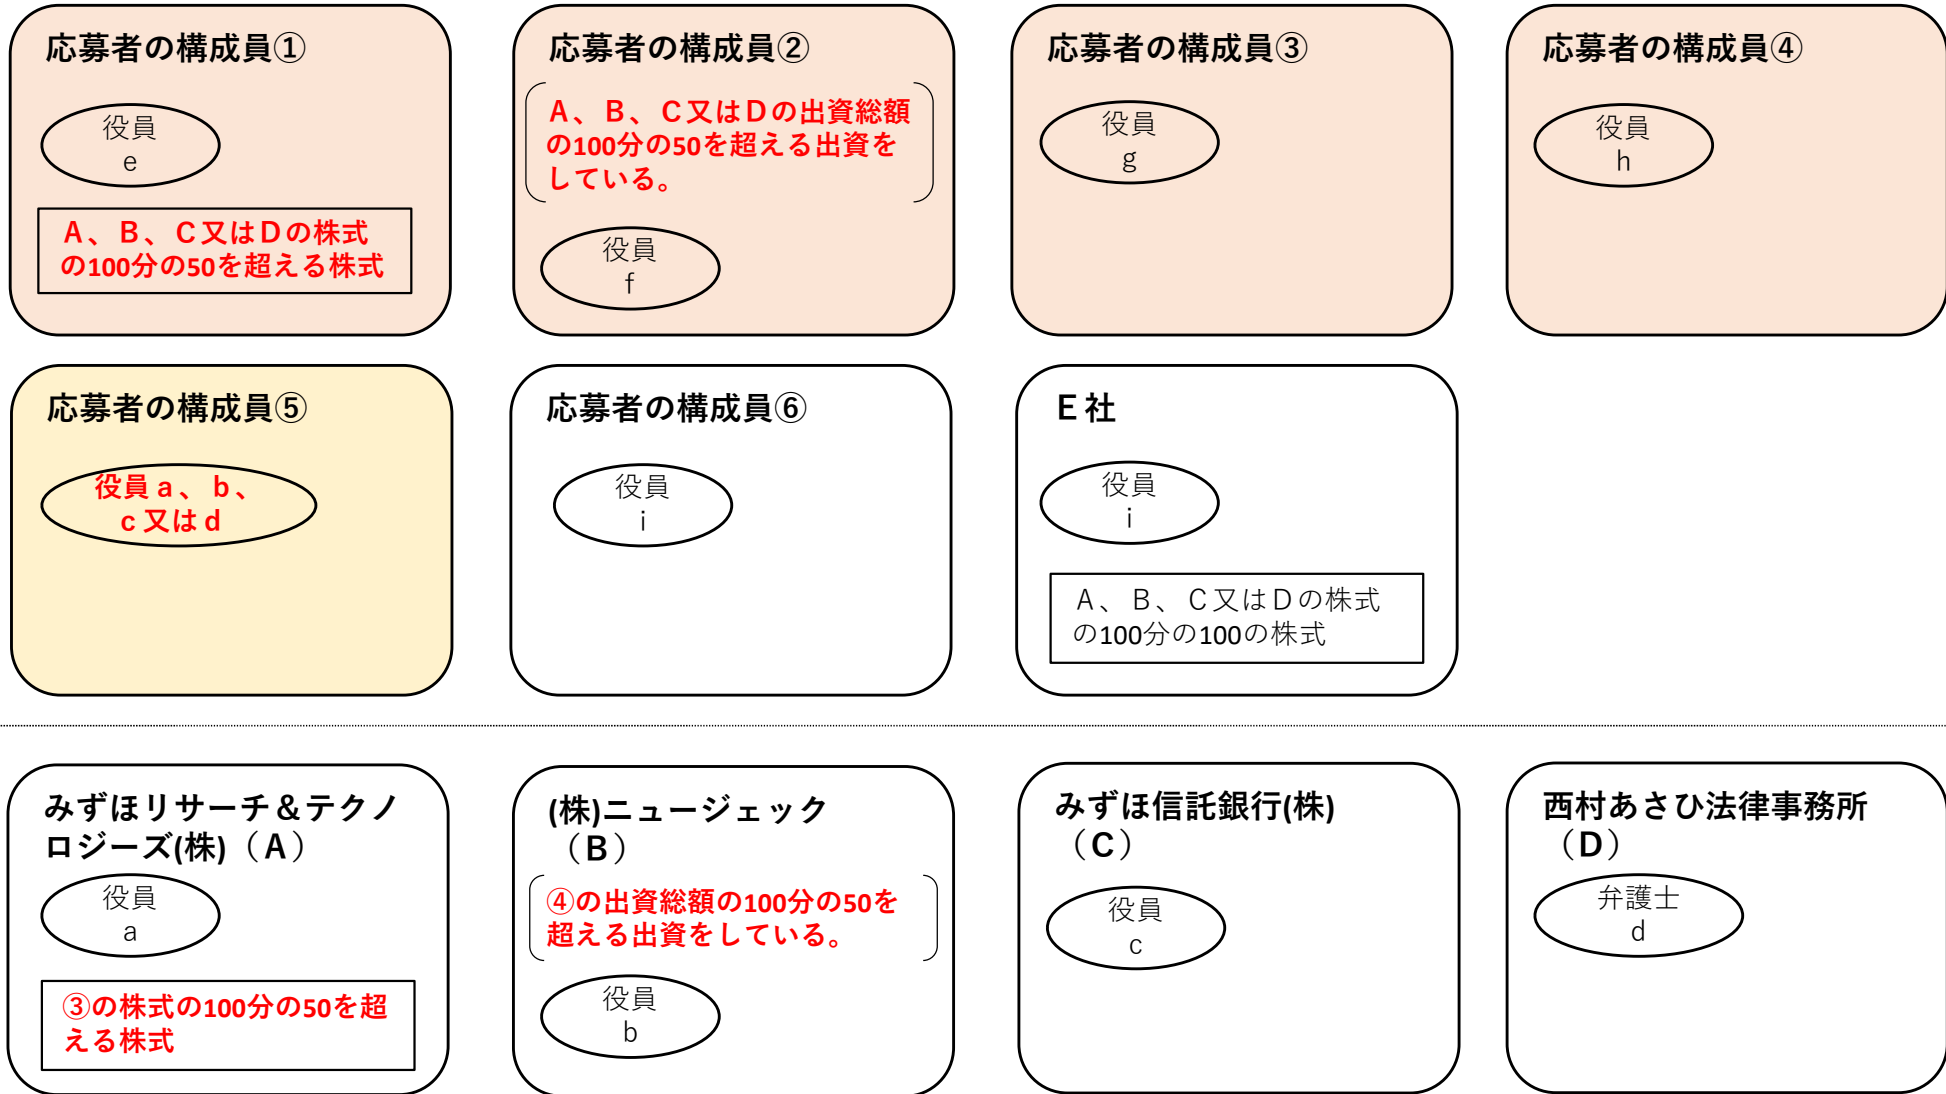 応募者の構成員①
役員
e
A、B、C又はDの株式
の100分の50を超える株式
応募者の構成員②
A、B、C又はDの出資総額
の100分の50を超える出資を
している。
役員
f
応募者の構成員③
役員
g
応募者の構成員④
役員
h
応募者の構成員⑤
役員a、b、
c又はd
応募者の構成員⑥
役員
i
E社
役員
i
A、B、C又はDの株式
の100分の100の株式
みずほリサーチ&テクノ
ロジーズ(株)(A)
役員
a
③の株式の100分の50を超
える株式
(株)ニュージェック
(B)
④の出資総額の100分の50を
超える出資をしている。
役員
b
みずほ信託銀行(株)
(C)
役員
c
西村あさひ法律事務所
(D)
弁護士
d